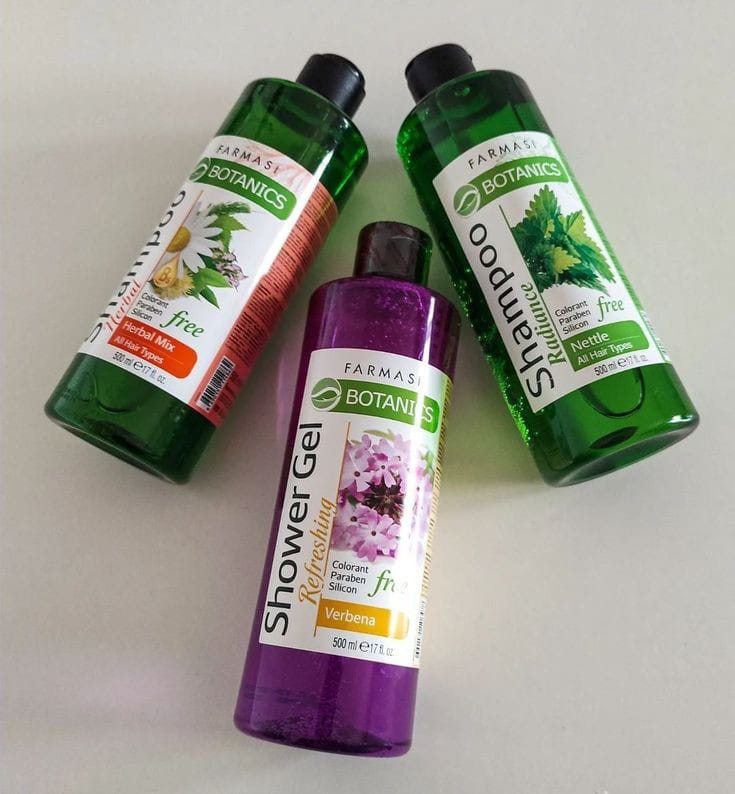 FARMASI
BOTANICS
Shampoo
Herbal
Colorant
Paraben
Silicon
free
Herbal Mix
All Hair Types
500 ml ℮17 fl. oz.
FARMASI
BOTANICS
Shampoo
Radiance
Colorant
Paraben
Silicon
free
Nettle
All Hair Types
500 ml ℮17 fl. oz.
FARMASI
BOTANICS
Shower Gel
Refreshing
Colorant
Paraben
Silicon
free
Verbena
500 ml ℮17 fl. oz.